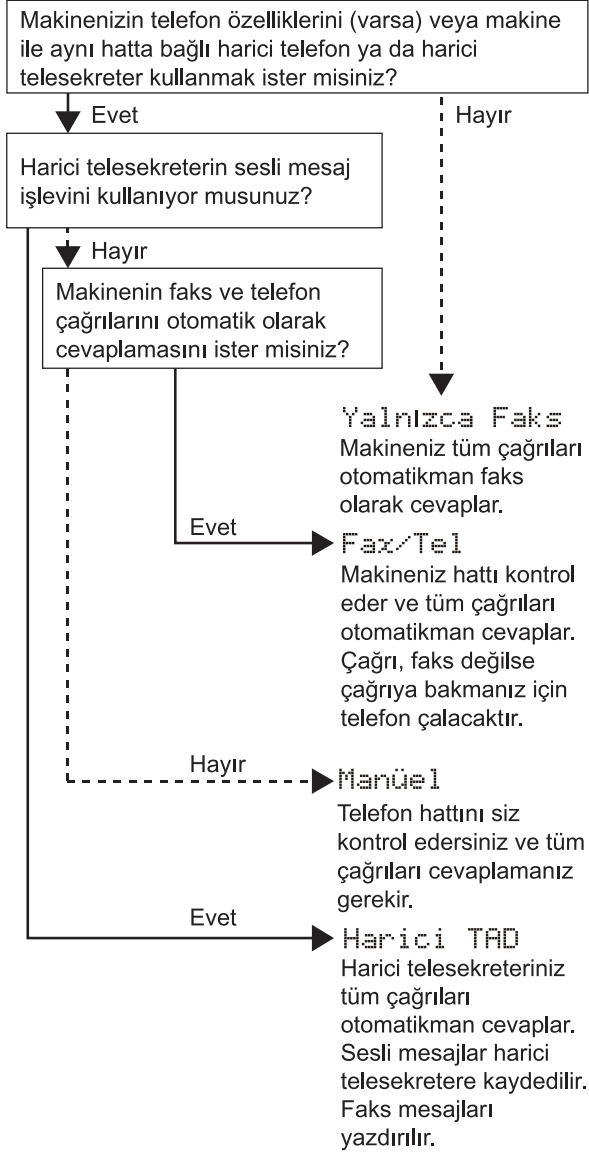 Makinenizin telefon özelliklerini (varsa) veya makine
ile aynı hatta bağlı harici telefon ya da harici
telesekreter kullanmak ister misiniz?
Evet
Hayır
Harici telesekreterin sesli mesaj
işlevini kullanıyor musunuz?
Hayır
Makinenin faks ve telefon
çağrılarını otomatik olarak
cevaplamasını ister misiniz?
Yalnızca Faks
Makineniz tüm çağrıları
otomatikman faks
olarak cevaplar.
Evet
Fax/Tel
Makineniz hattı kontrol
eder ve tüm çağrıları
otomatikman cevaplar.
Çağrı, faks değilse
çağrıya bakmanız için
telefon çalacaktır.
Hayır
Manüel
Telefon hattını siz
kontrol edersiniz ve tüm
çağrıları cevaplamanız
gerekir.
Evet
Harici TAD
Harici telesekreteriniz
tüm çağrıları
otomatikman cevaplar.
Sesli mesajlar harici
telesekretere kaydedilir.
Faks mesajları
yazdırılır.